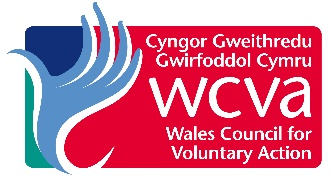 Cyngor Gweithredu
Gwirfoddol Cymru
wcva
Wales Council for
Voluntary Action